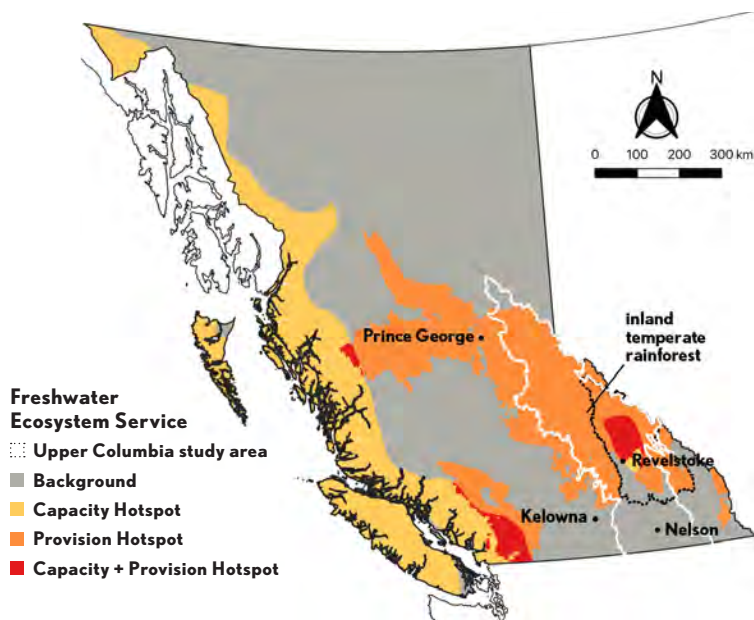 N
0 100 200 300 km
inland
temperate
rainforest
Prince George
Revelstoke
Kelowna
Nelson
Freshwater
Ecosystem Service
Upper Columbia study area
Background
Capacity Hotspot
Provision Hotspot
Capacity + Provision Hotspot